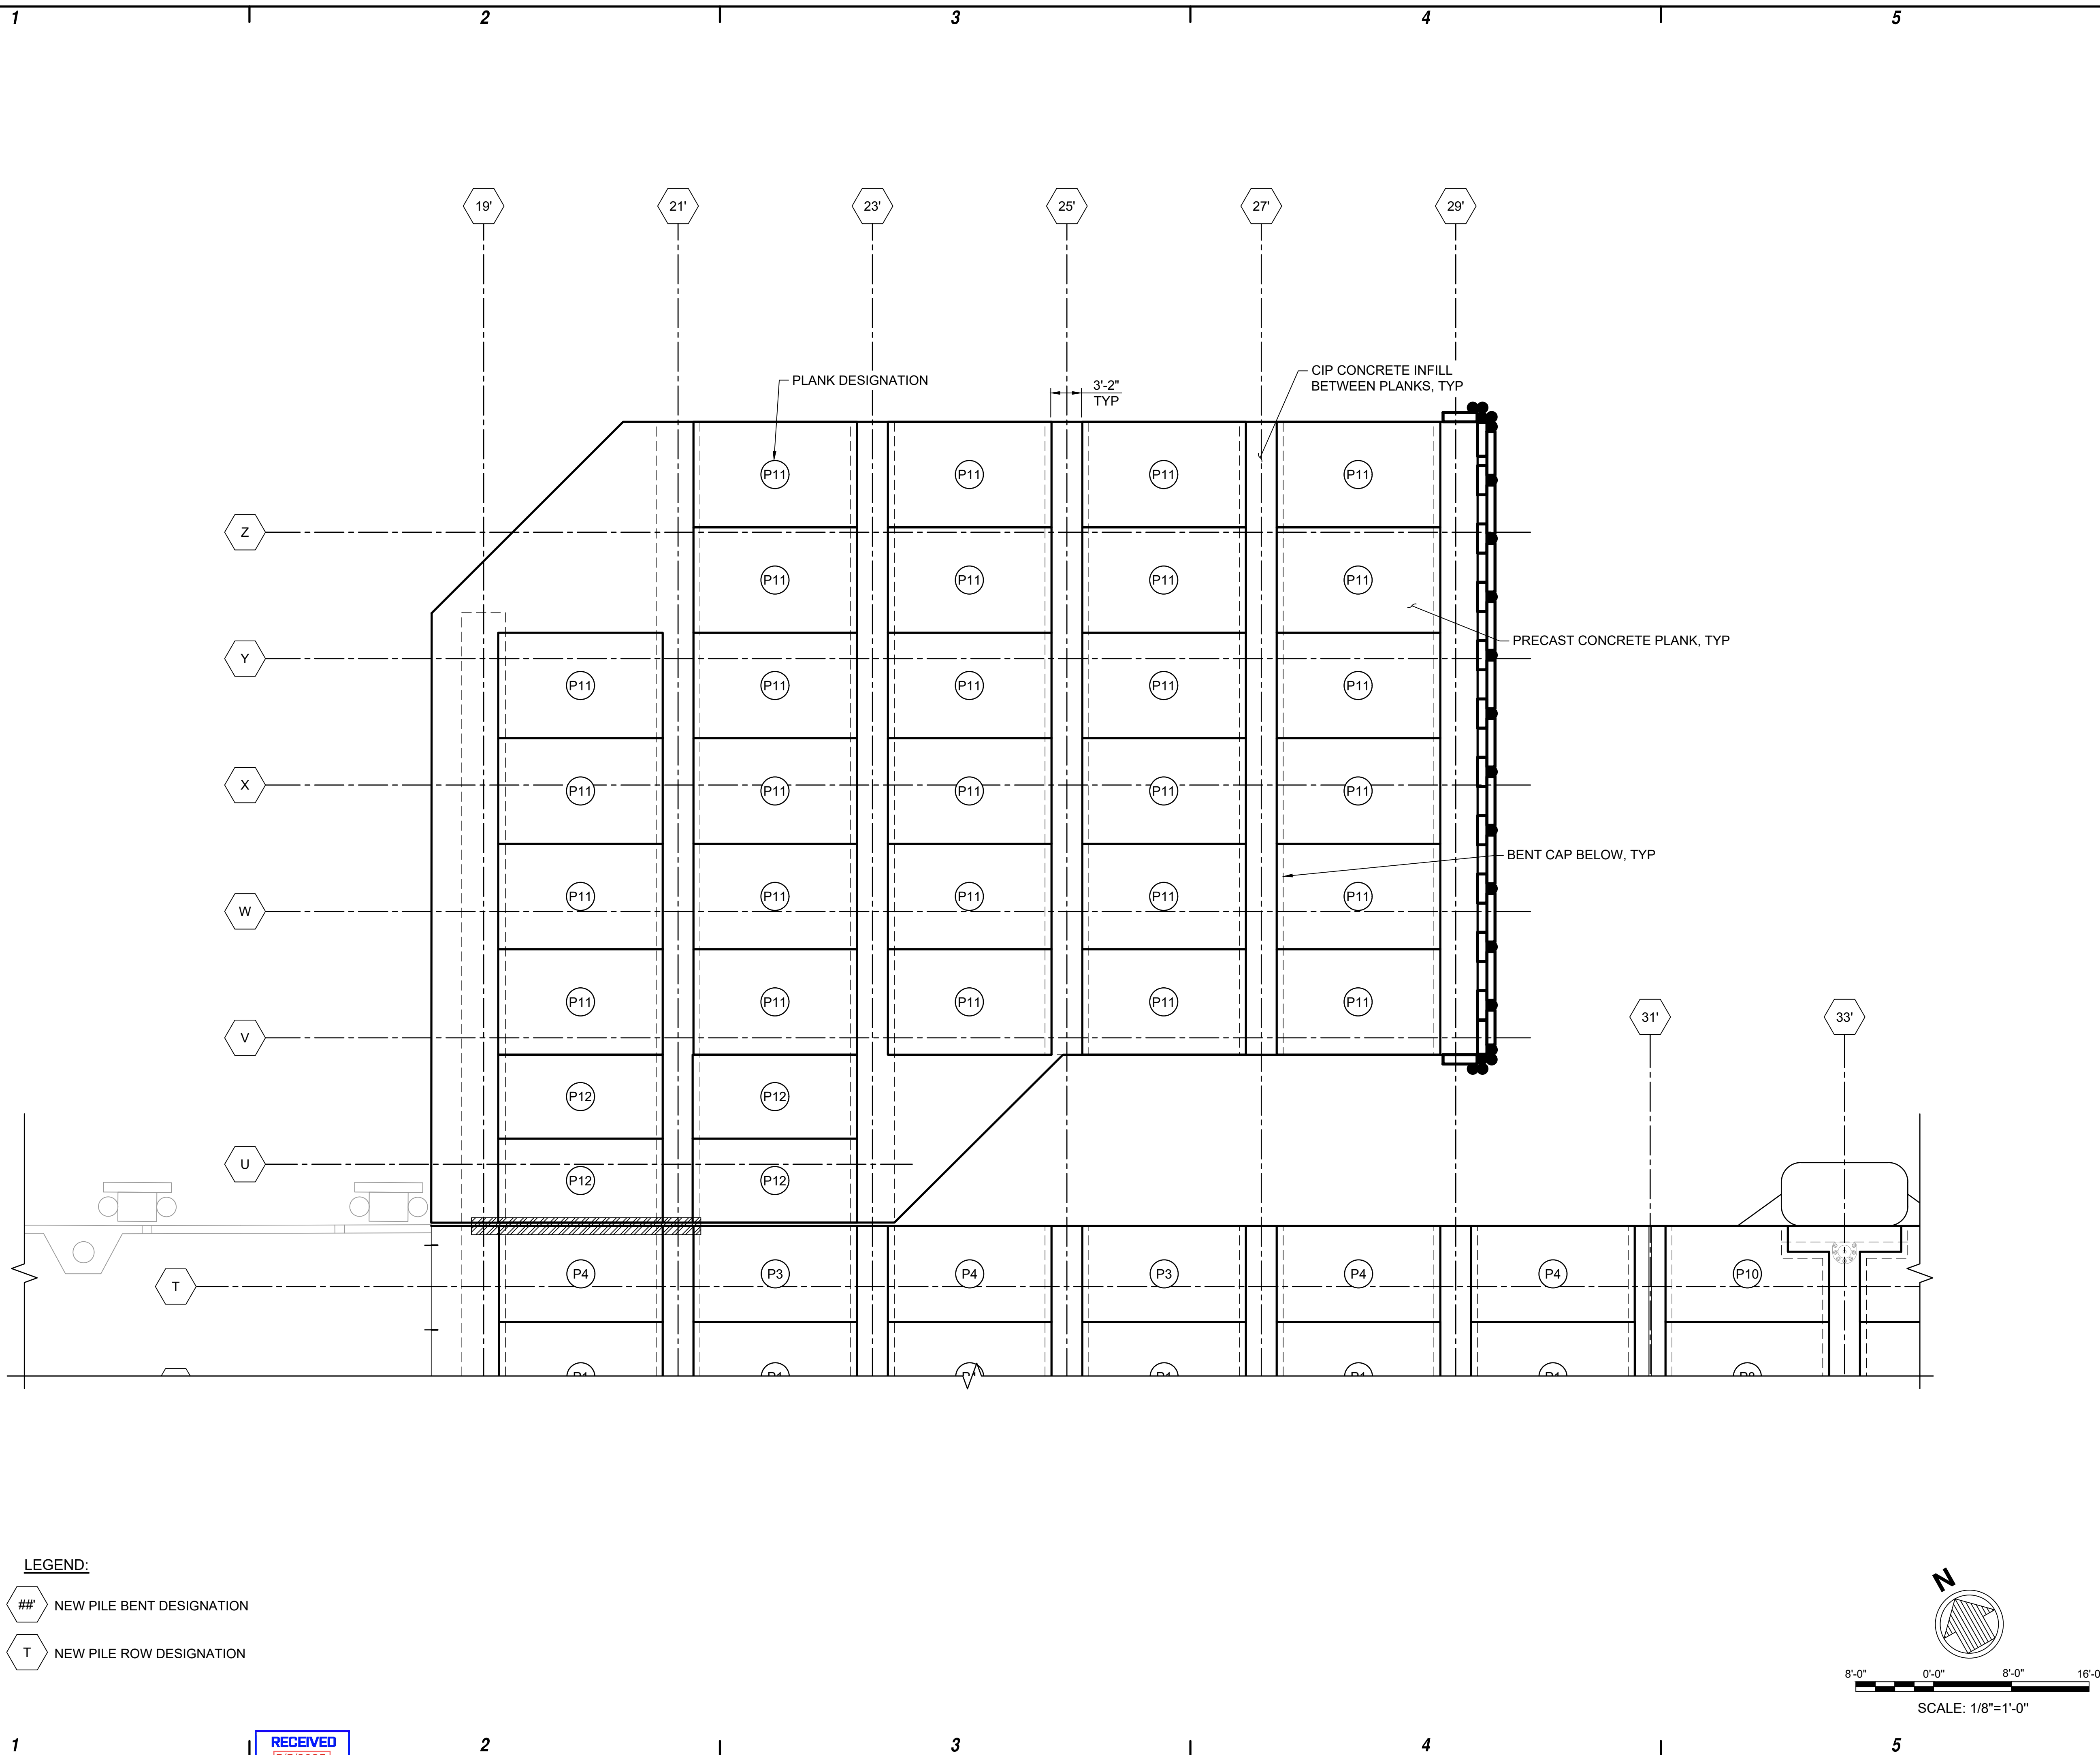 1 2 3 4 5
19' 21' 23' 25' 27' 29'
PLANK DESIGNATION
3'-2"
TYP
CIP CONCRETE INFILL
BETWEEN PLANKS, TYP
P11 P11 P11 P11
Z
P11 P11 P11 P11
PRECAST CONCRETE PLANK, TYP
Y
P11 P11 P11 P11 P11
X
P11 P11 P11 P11 P11
BENT CAP BELOW, TYP
W
P11 P11 P11 P11 P11
P11 P11 P11 P11 P11
31' 33'
V
P12 P12
U
P12 P12
T
P4 P3 P4 P3 P4 P4 P10
LEGEND:
##' NEW PILE BENT DESIGNATION
T NEW PILE ROW DESIGNATION
N
8'-0" 0'-0" 8'-0" 16'-0
SCALE: 1/8"=1'-0"
RECEIVED
1 2 3 4 5